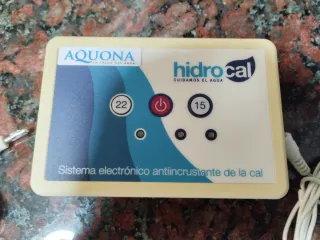 AQUONA
hidrocal
CUIDAMOS EL AGUA
22
15
Sistema electrónico antiincrustante de la cal